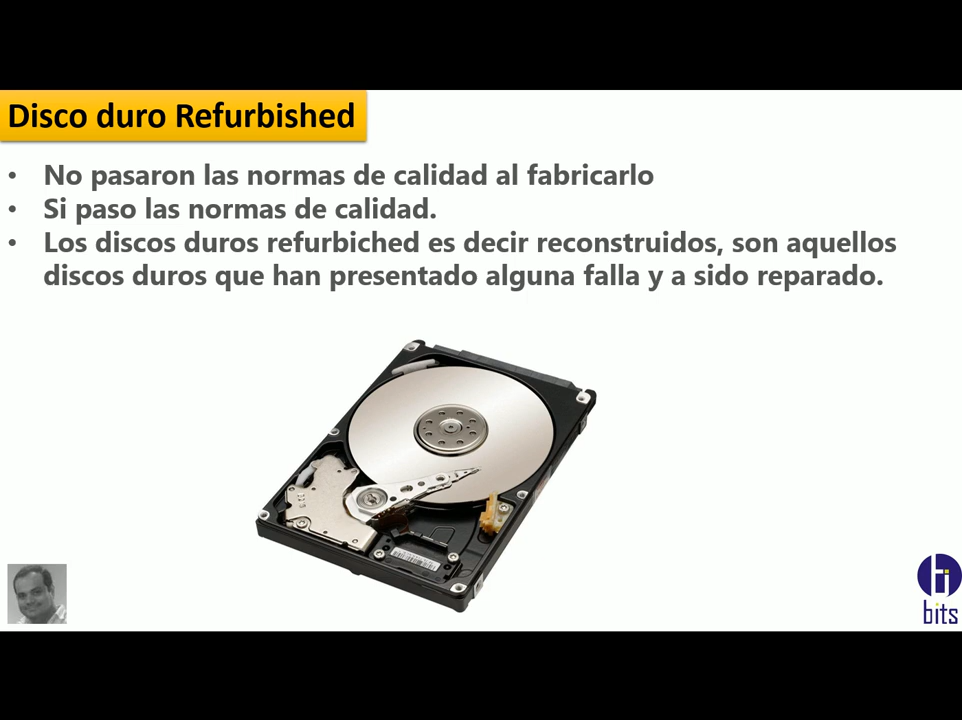 Disco duro Refurbished
• No pasaron las normas de calidad al fabricarlo
• Si paso las normas de calidad.
• Los discos duros refurbiched es decir reconstruidos, son aquellos
discos duros que han presentado alguna falla y a sido reparado.
bits